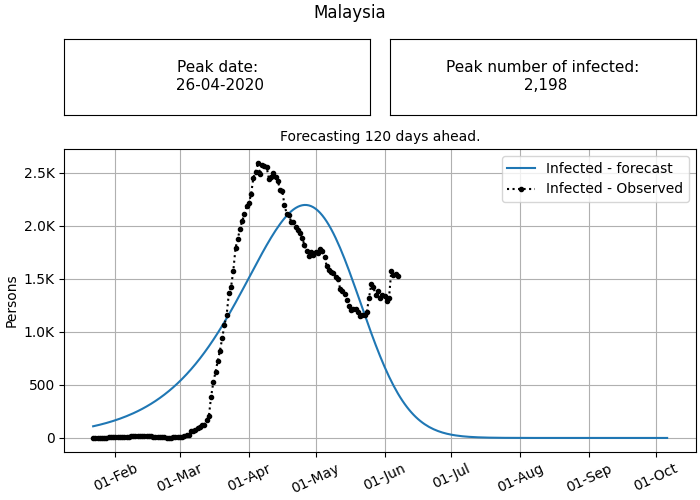 Malaysia
Peak date:
26-04-2020
Peak number of infected:
2,198
Forecasting 120 days ahead.
Infected - forecast
Infected - Observed
2.5K
2.0K
1.5K
1.0K
500
0
Persons
01-Feb
01-Mar
01-Apr
01-May
01-Jun
01-Jul
01-Aug
01-Sep
01-Oct